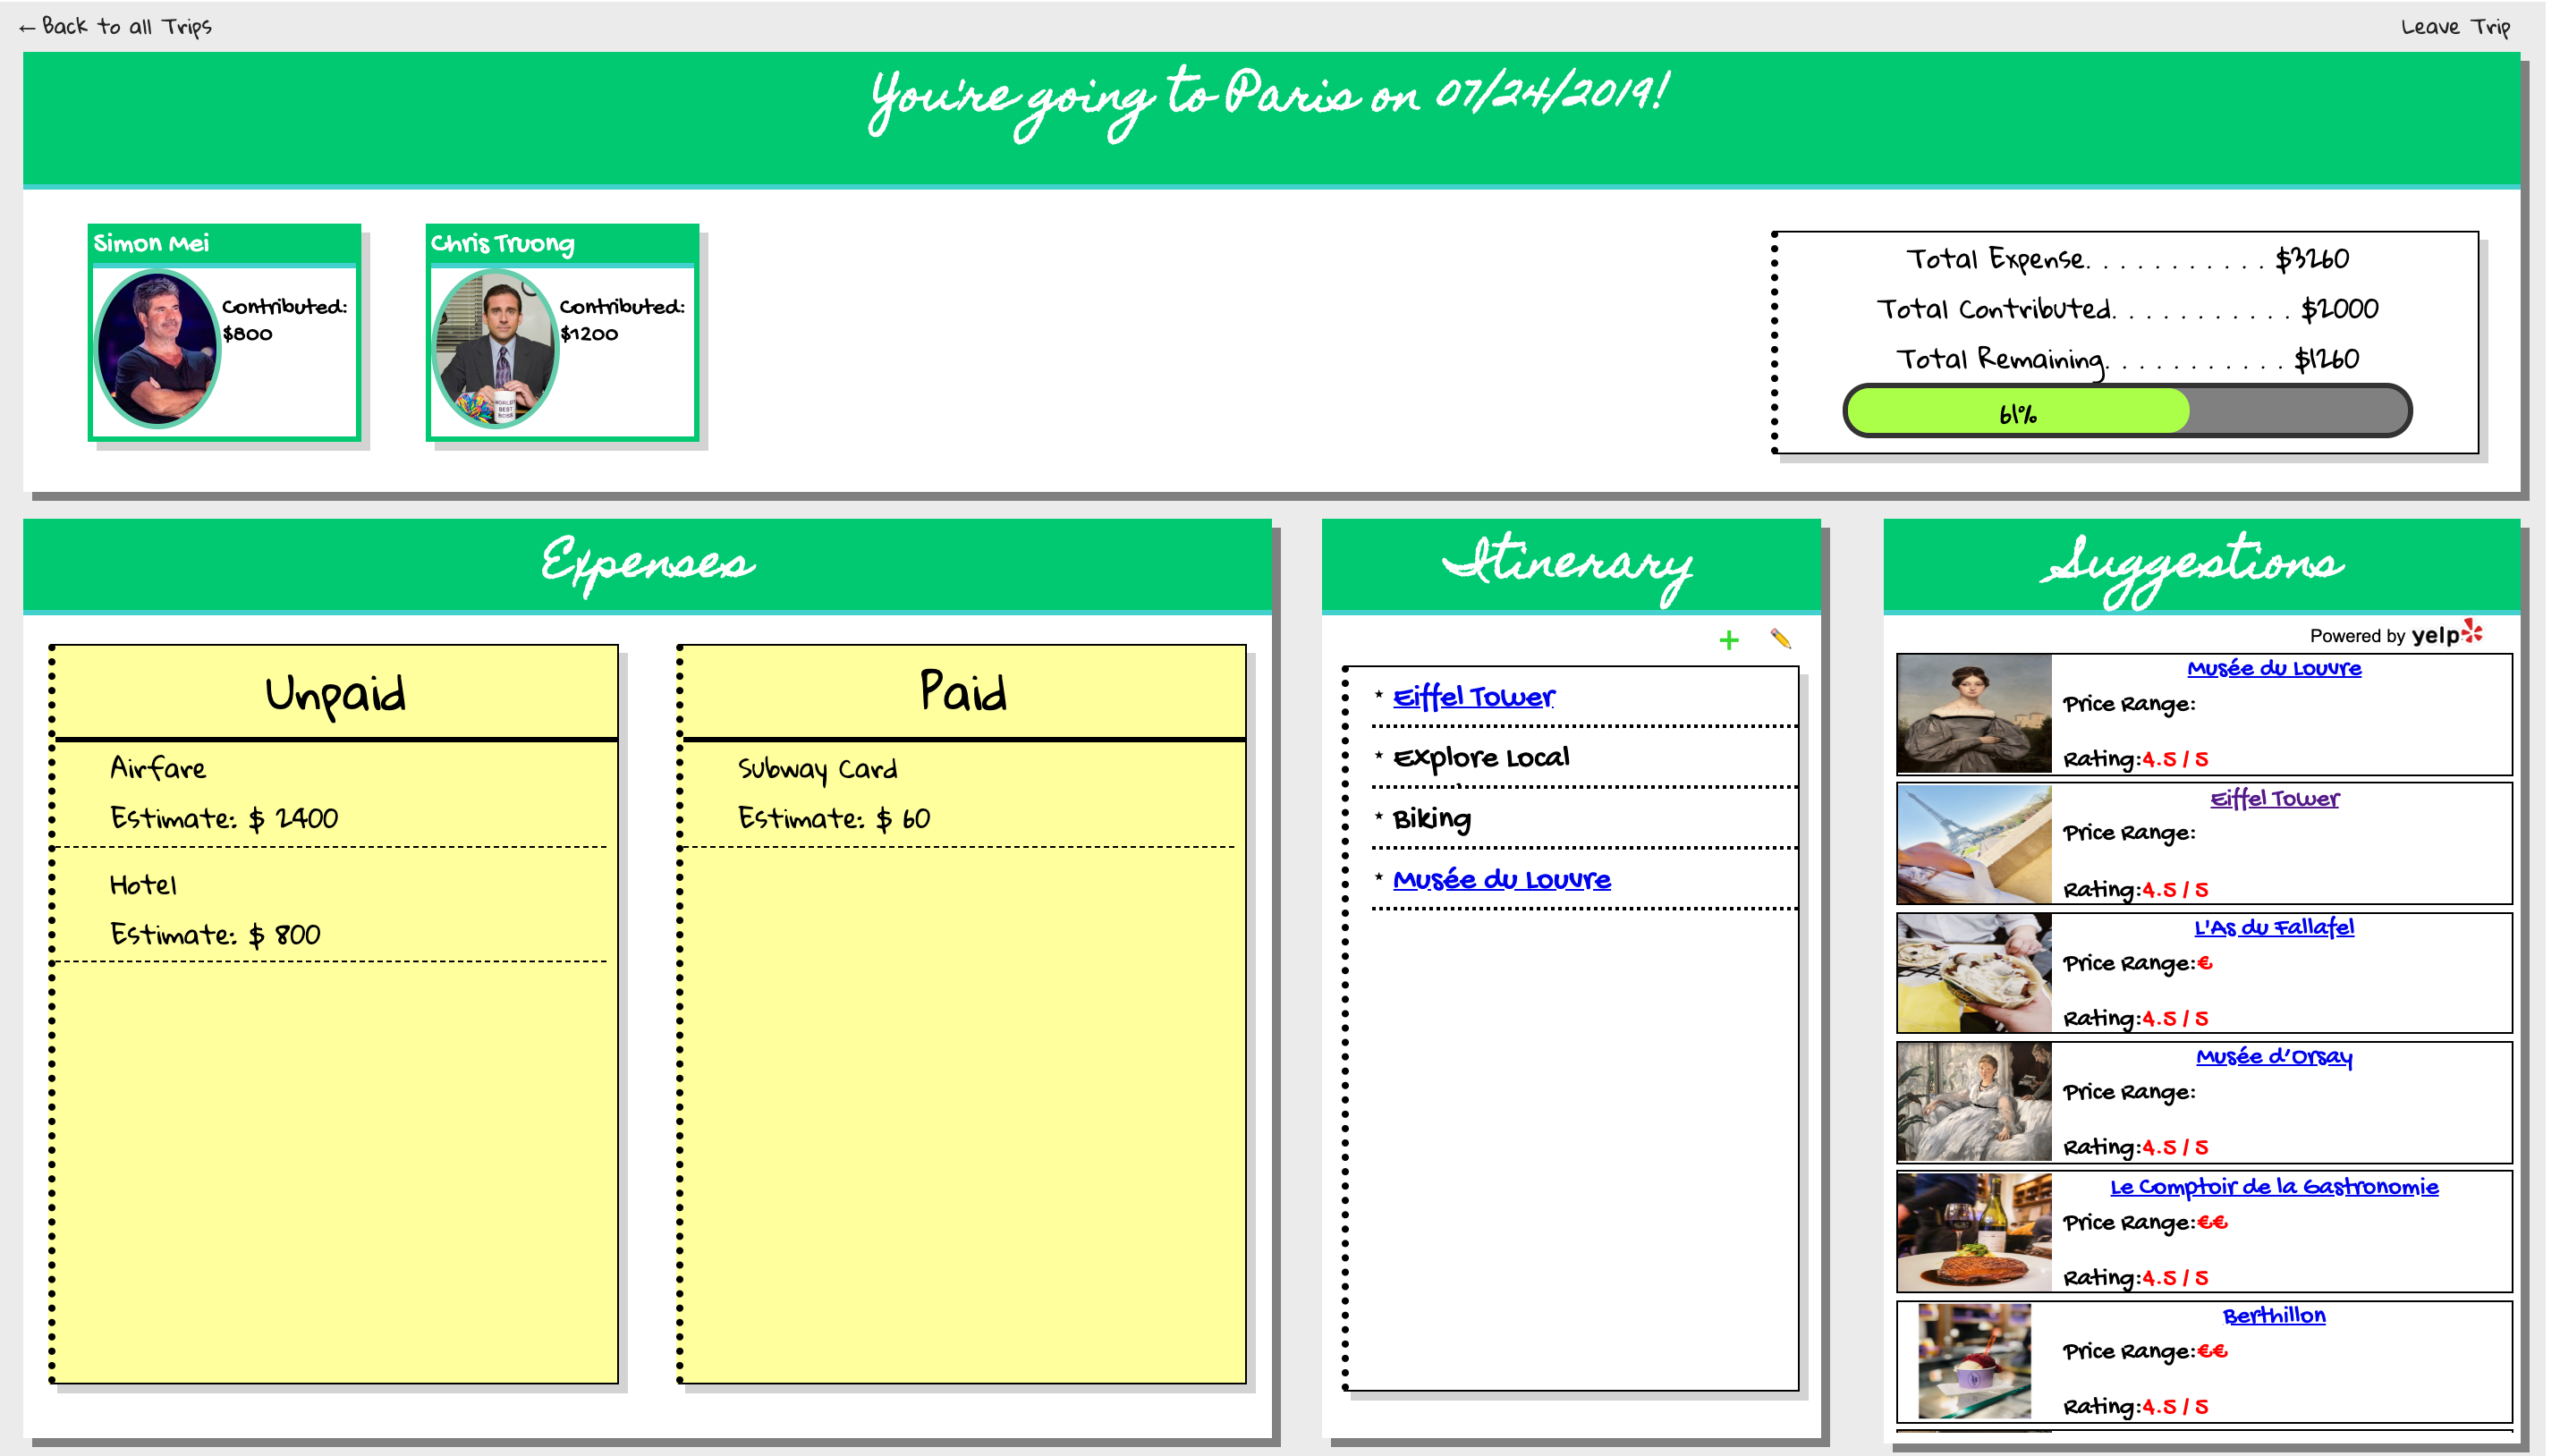 ← Back to all Trips
Leave Trip
You're going to Paris on 07/24/2019!
Simon Mei
Contributed:
$800
Chris Truong
Contributed:
$1200
WORLD'S
BEST
BOSS
Total Expense. . . . . . . . . . . $3260
Total Contributed. . . . . . . . . . . $2000
Total Remaining. . . . . . . . . . . $1260
61%
Expenses
Unpaid
Airfare
Estimate: $ 2400
Hotel
Estimate: $ 800
Paid
Subway Card
Estimate: $ 60
Itinerary
+
* Eiffel Tower
* Explore Local
* Biking
* Musée du Louvre
Suggestions
Powered by yelp
Musée du Louvre
Price Range:
Rating:4.5 / 5
Eiffel Tower
Price Range:
Rating:4.5 / 5
L'As du Fallafel
Price Range:€
Rating:4.5 / 5
Musée d’Orsay
Price Range:
Rating:4.5 / 5
Le Comptoir de la Gastronomie
Price Range:€€
Rating:4.5 / 5
Berthillon
Price Range:€€
Rating:4.5 / 5